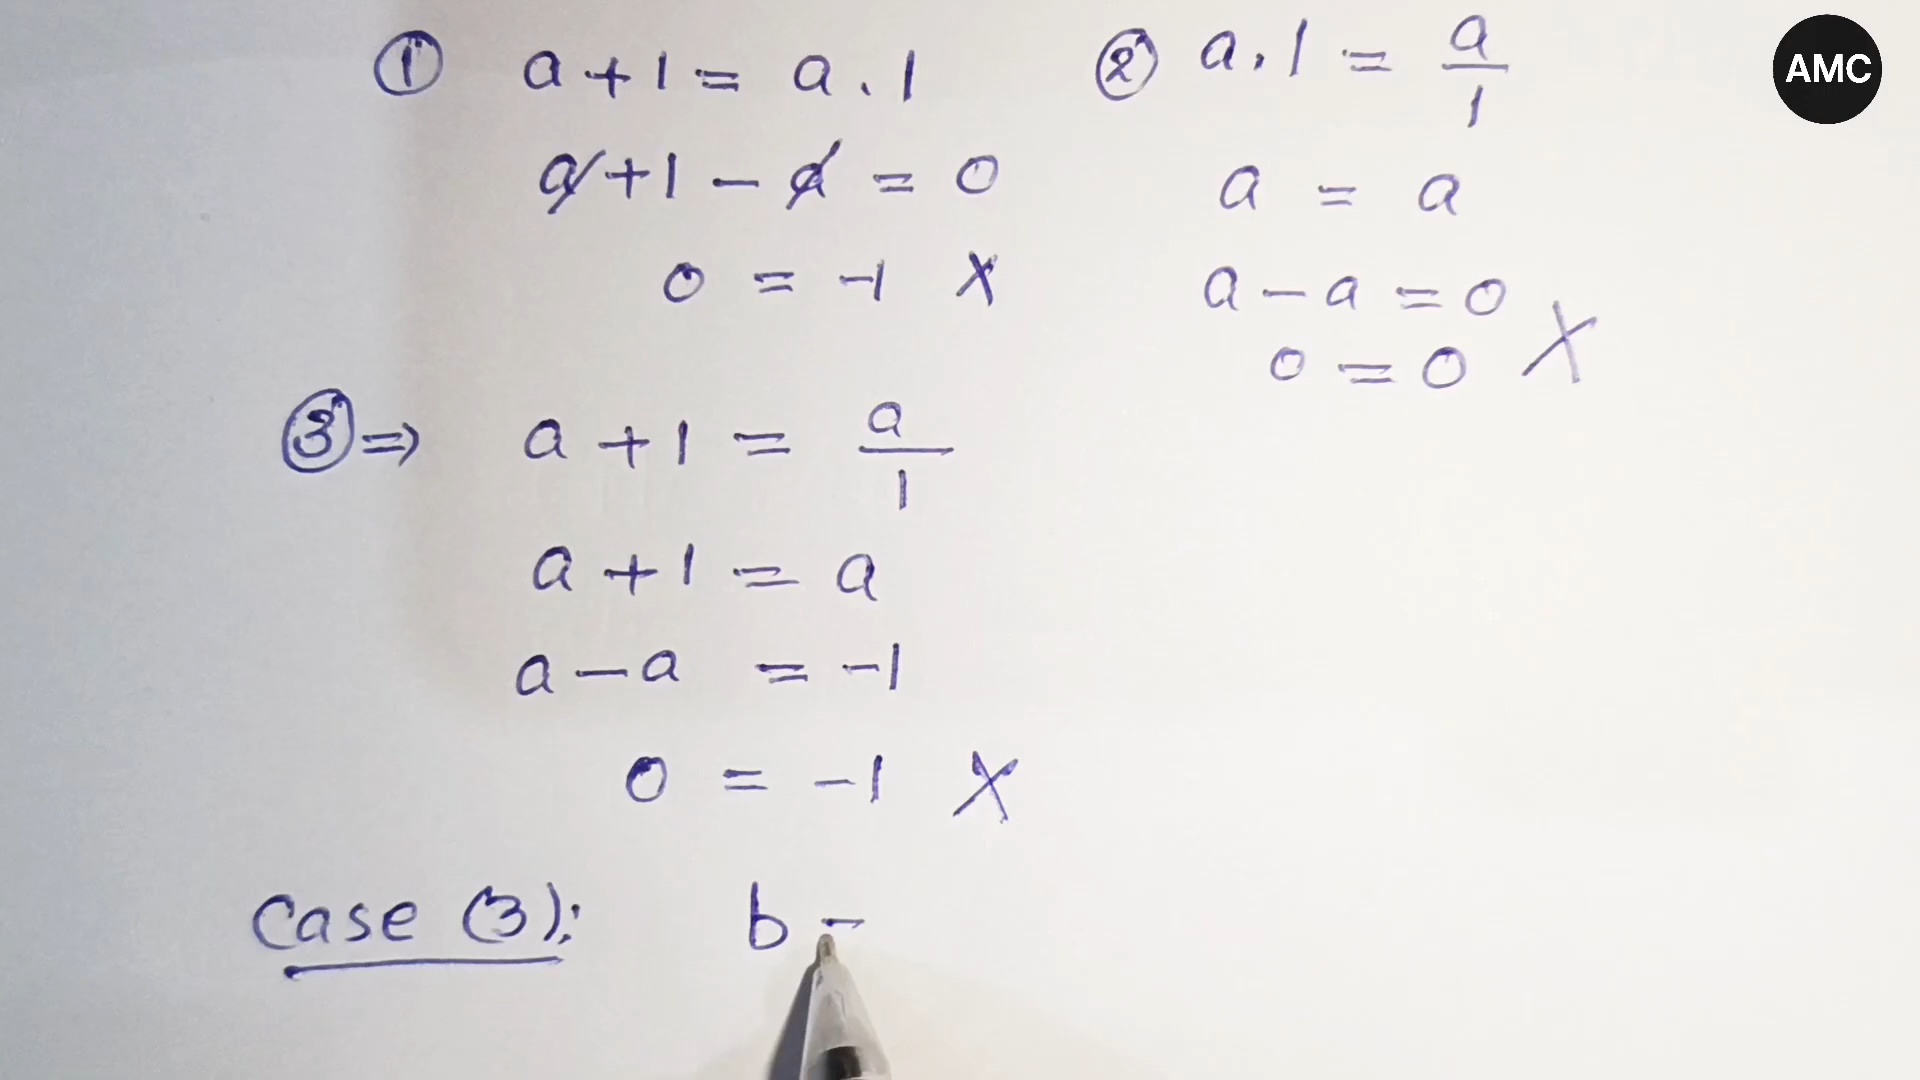 ① a + 1 = a . 1
a + 1 - a = 0
0 = -1 X
② a . 1 = a/1
a = a
a - a = 0
0 = 0 X
③ ⇒ a + 1 = a/1
a + 1 = a
a - a = -1
0 = -1 X
Case (3): b -
AMC